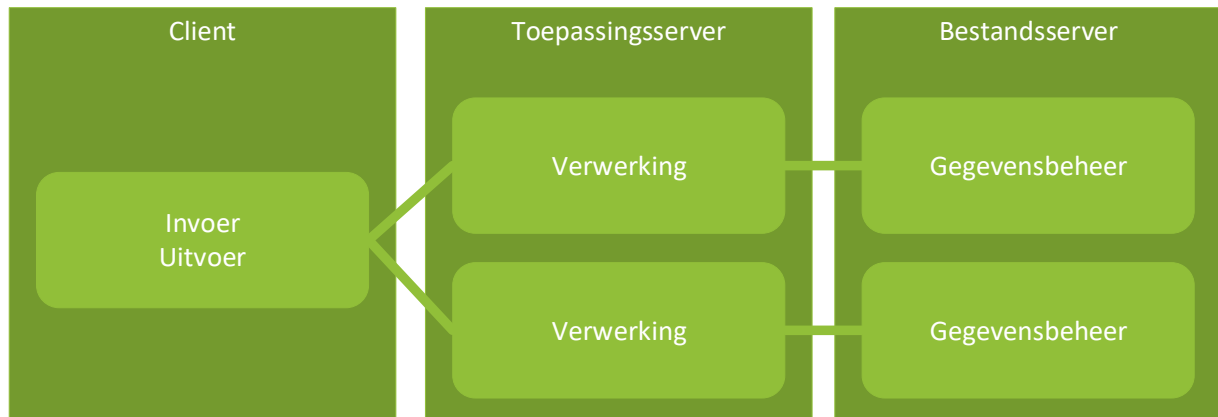 Client
Toepassingsserver
Bestandsserver
Invoer
Uitvoer
Verwerking
Gegevensbeheer
Verwerking
Gegevensbeheer